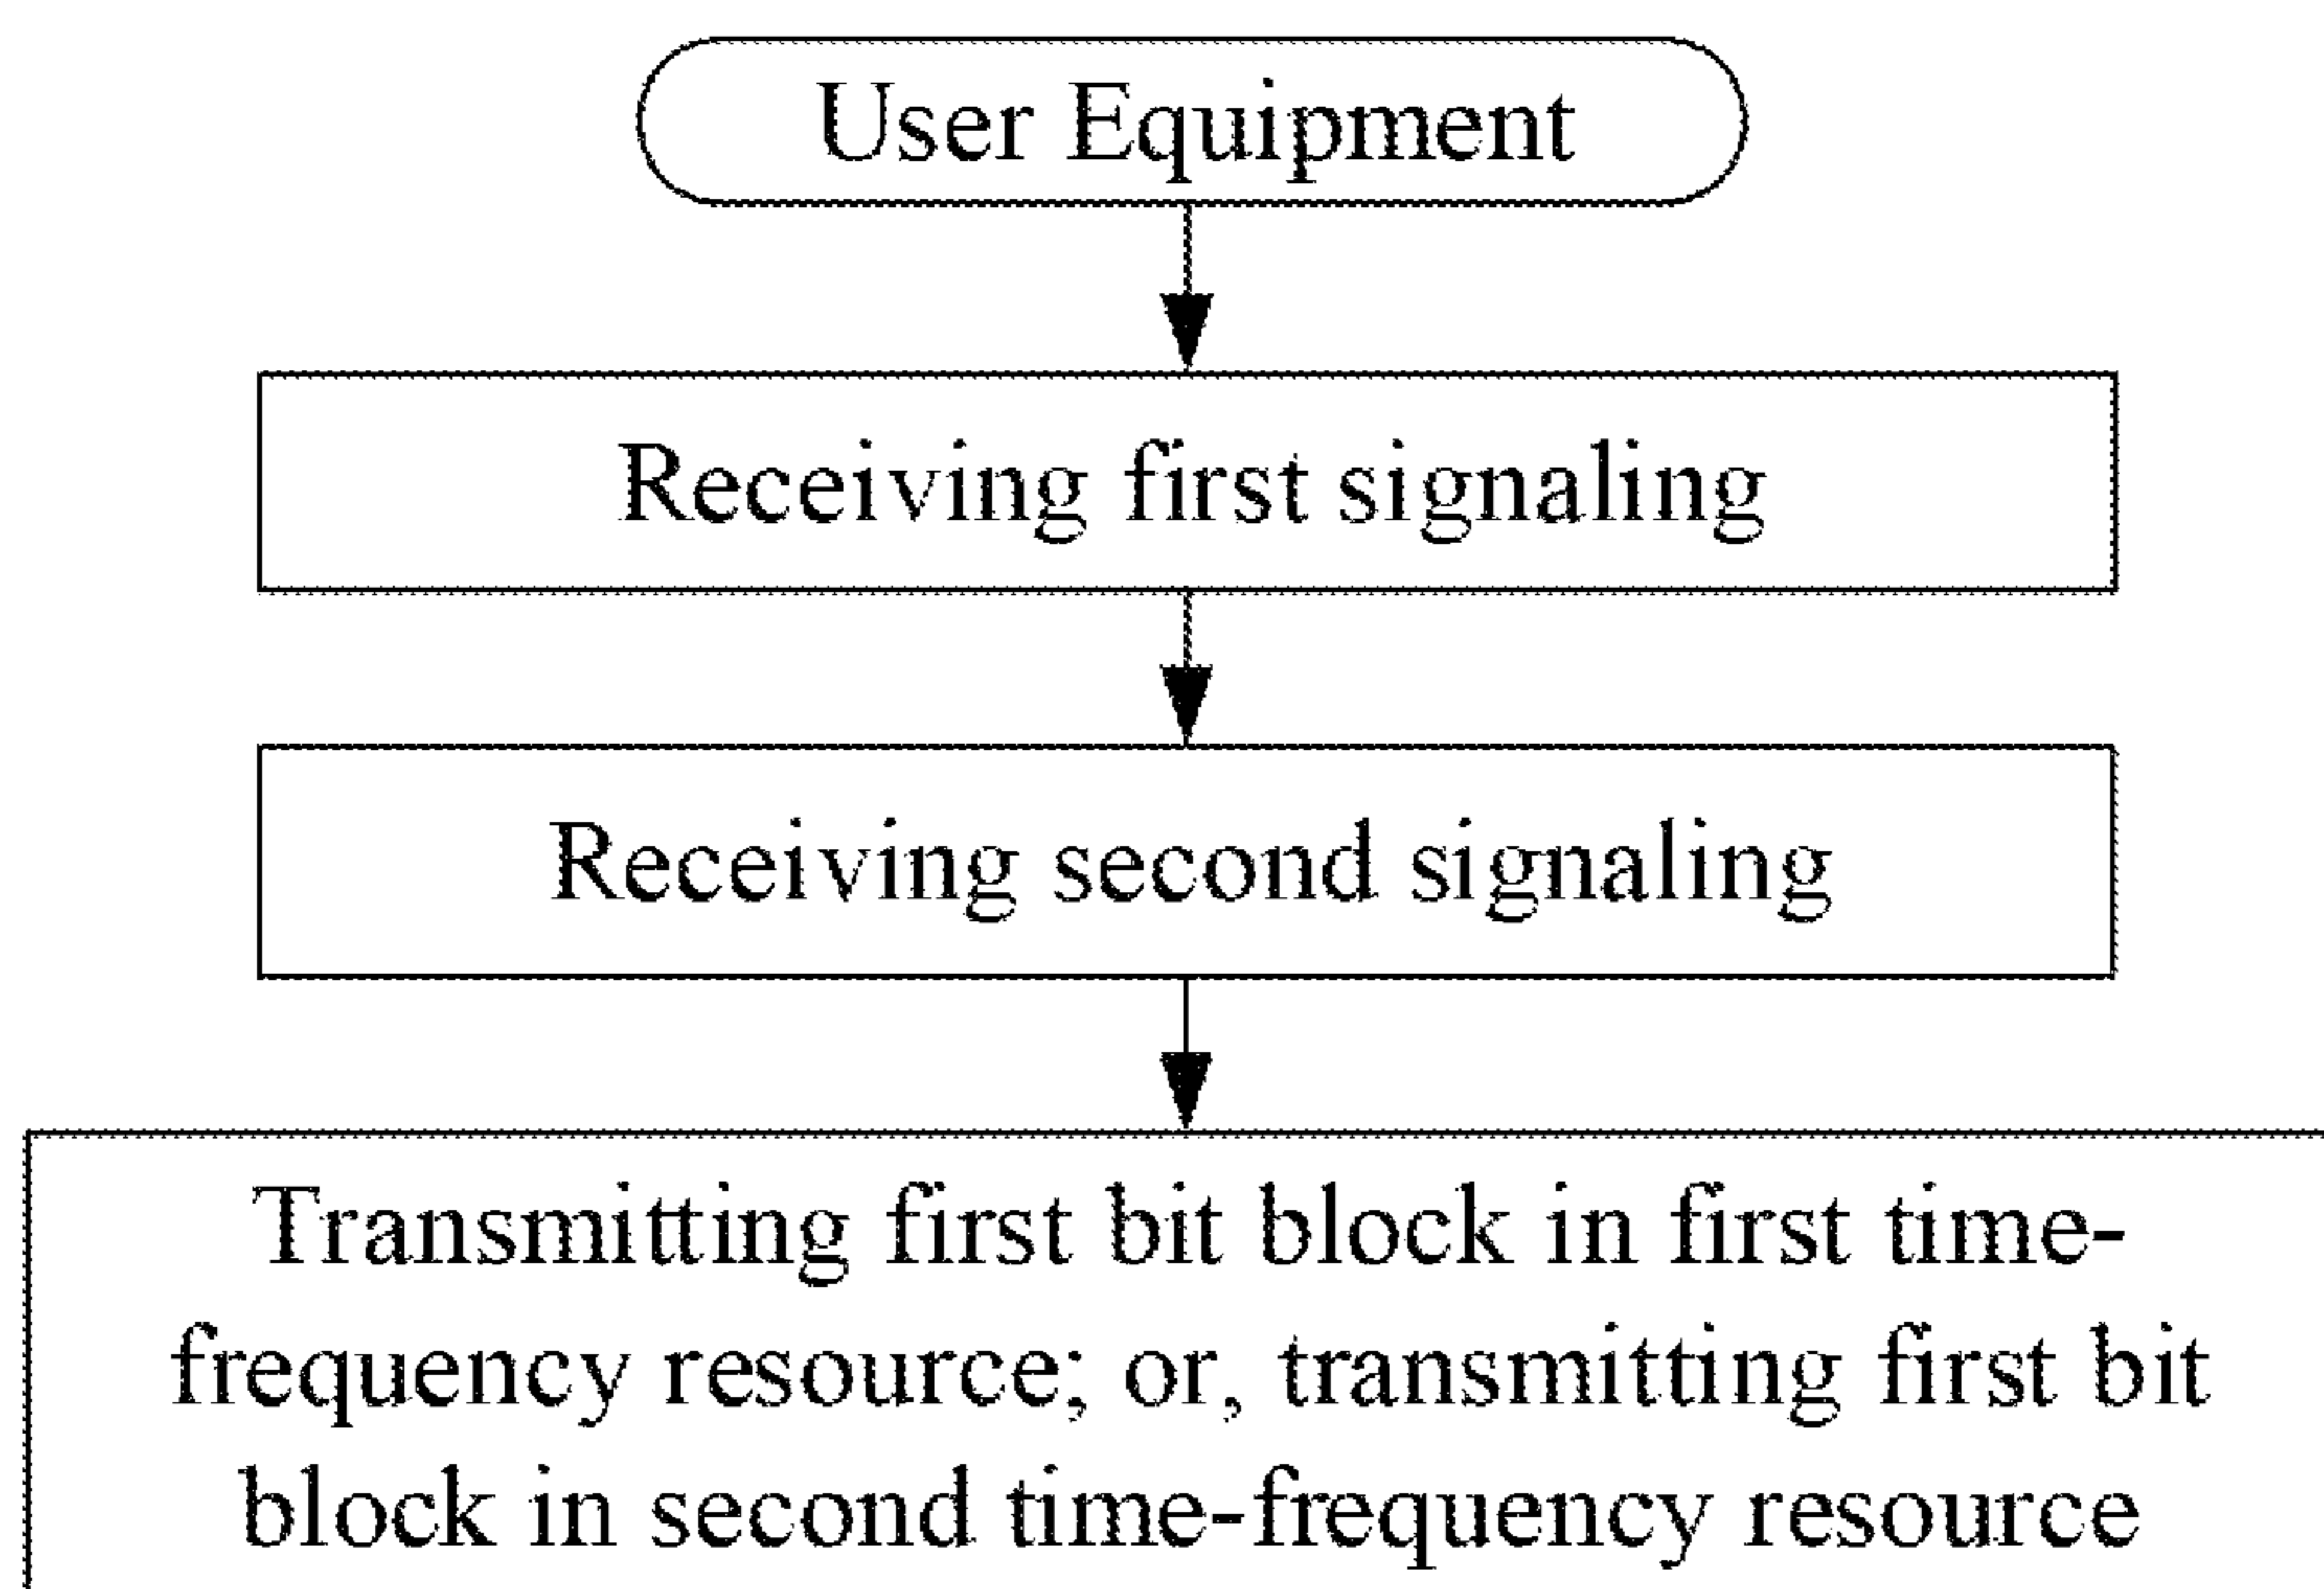 User Equipment
Receiving first signaling
Receiving second signaling
Transmitting first bit block in first time-
frequency resource; or, transmitting first bit
block in second time-frequency resource